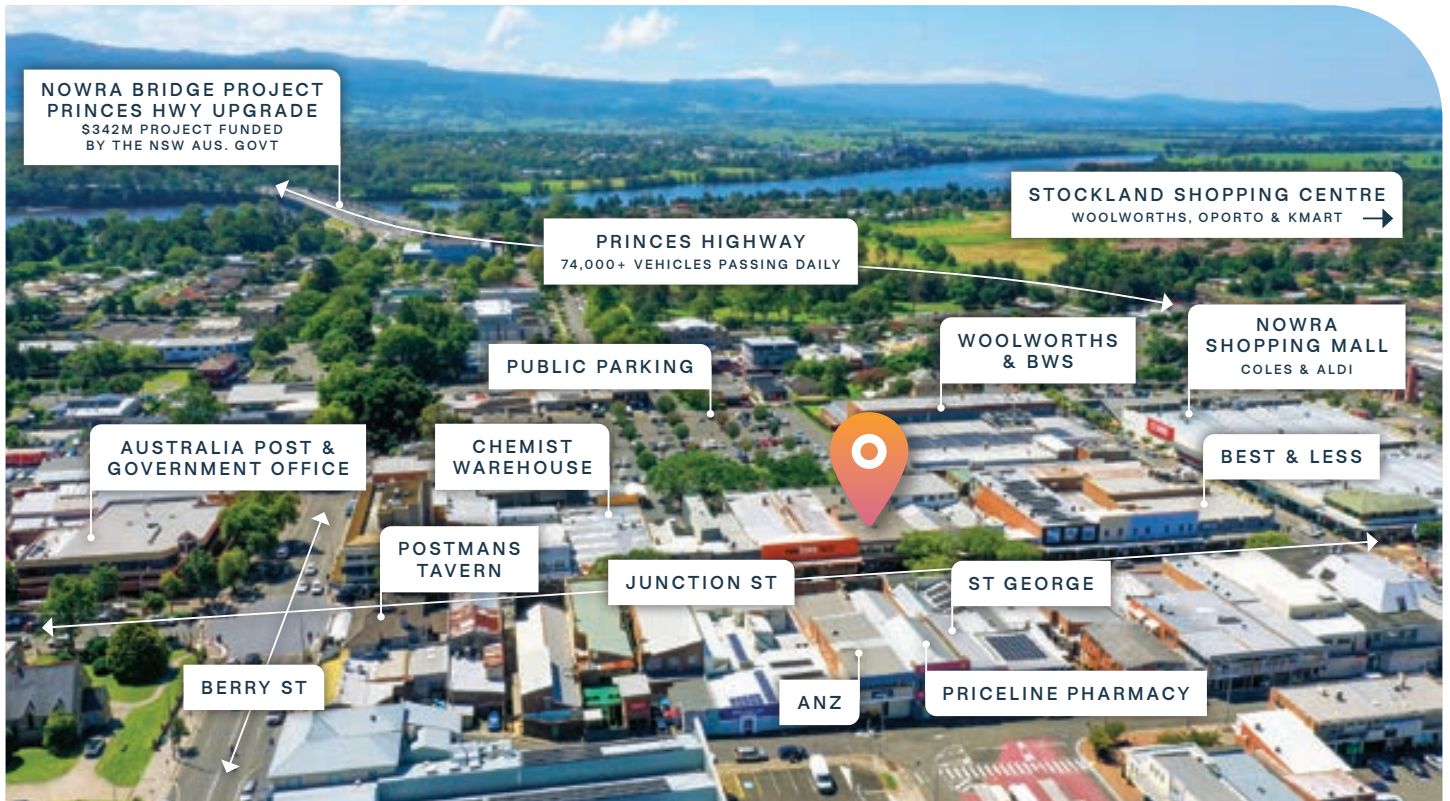 NOWRA BRIDGE PROJECT
PRINCES HWY UPGRADE
$342M PROJECT FUNDED
BY THE NSW AUS. GOVT
STOCKLAND SHOPPING CENTRE
WOOLWORTHS, OPORTO & KMART
PRINCES HIGHWAY
74,000+ VEHICLES PASSING DAILY
NOWRA
SHOPPING MALL
COLES & ALDI
WOOLWORTHS
& BWS
PUBLIC PARKING
AUSTRALIA POST &
GOVERNMENT OFFICE
CHEMIST
WAREHOUSE
BEST & LESS
POSTMANS
TAVERN
JUNCTION ST
ST GEORGE
BERRY ST
ANZ
PRICELINE PHARMACY